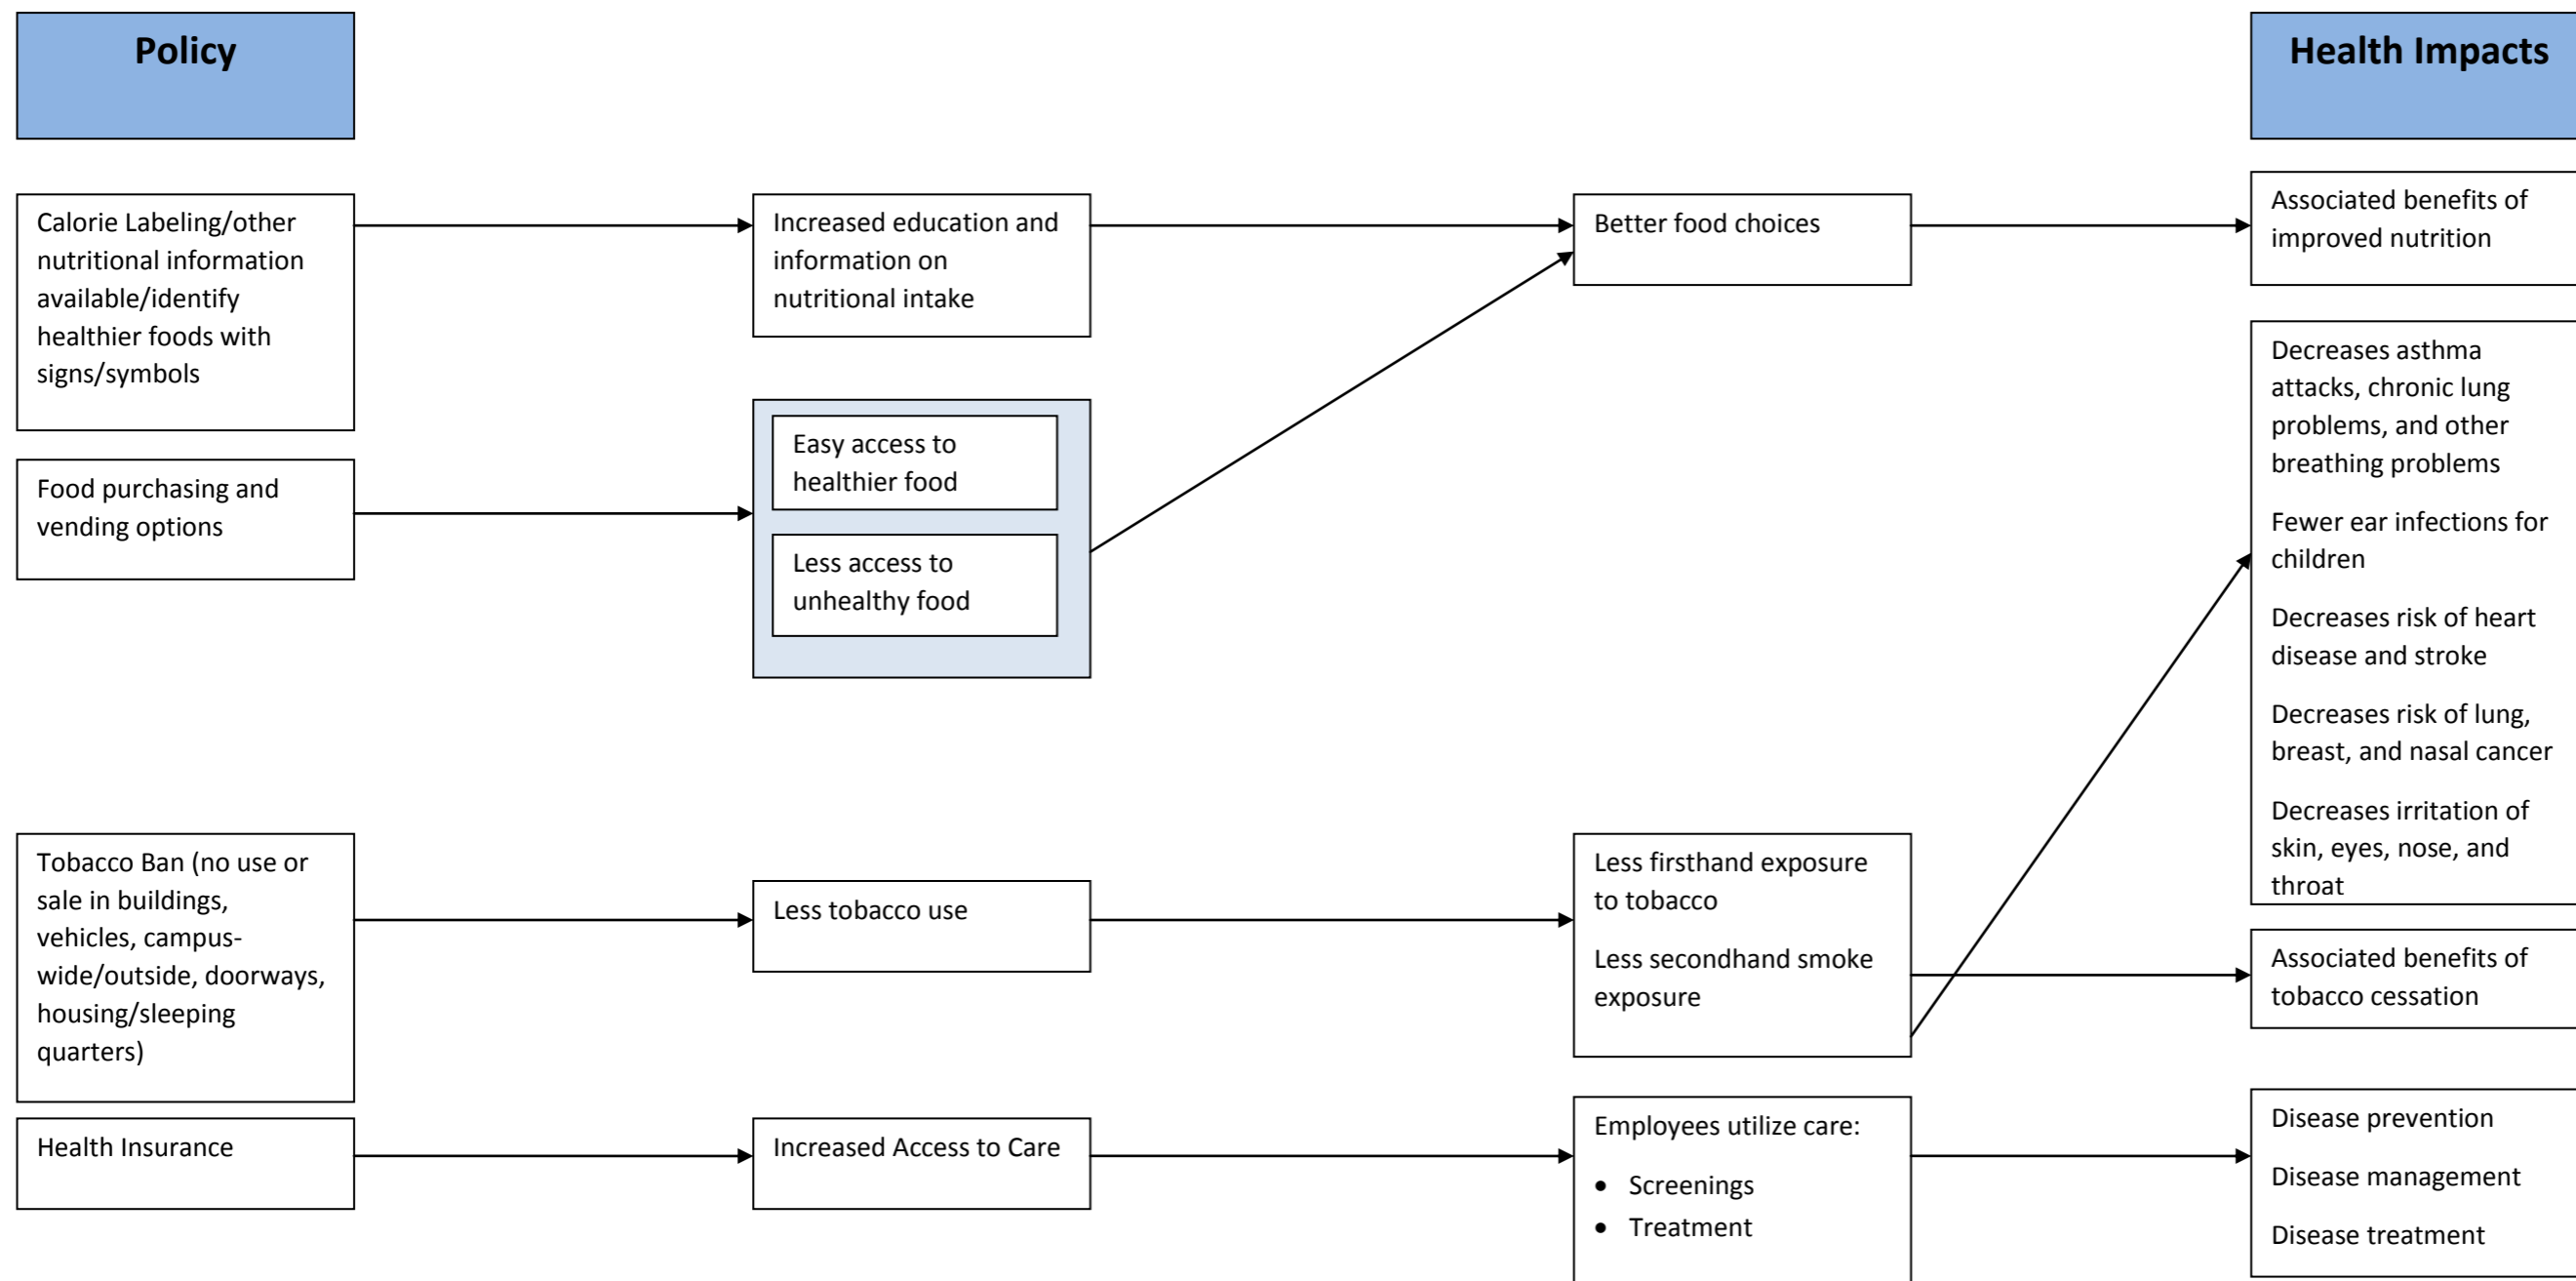 Policy
Health Impacts
Calorie Labeling/other
nutritional information
available/identify
healthier foods with
signs/symbols
Increased education and
information on
nutritional intake
Better food choices
Associated benefits of
improved nutrition
Food purchasing and
vending options
Easy access to
healthier food
Less access to
unhealthy food
Decreases asthma
attacks, chronic lung
problems, and other
breathing problems
Fewer ear infections for
children
Decreases risk of heart
disease and stroke
Decreases risk of lung,
breast, and nasal cancer
Decreases irritation of
skin, eyes, nose, and
throat
Tobacco Ban (no use or
sale in buildings,
vehicles, campus-
wide/outside, doorways,
housing/sleeping
quarters)
Less tobacco use
Less firsthand exposure
to tobacco
Less secondhand smoke
exposure
Associated benefits of
tobacco cessation
Health Insurance
Increased Access to Care
Employees utilize care:
• Screenings
• Treatment
Disease prevention
Disease management
Disease treatment